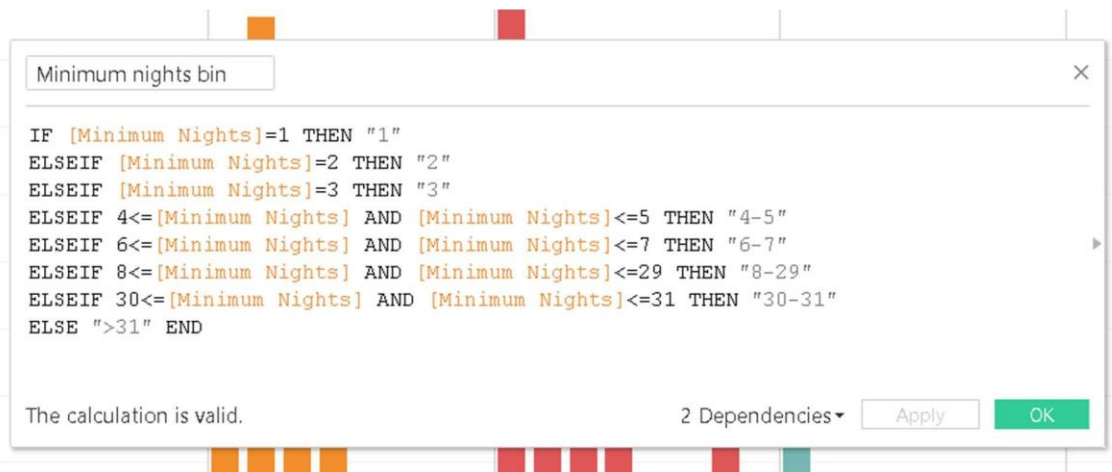 Minimum nights bin
IF [Minimum Nights]=1 THEN "1"
ELSEIF [Minimum Nights]=2 THEN "2"
ELSEIF [Minimum Nights]=3 THEN "3"
ELSEIF 4<=[Minimum Nights] AND [Minimum Nights]<=5 THEN "4-5"
ELSEIF 6<=[Minimum Nights] AND [Minimum Nights]<=7 THEN "6-7"
ELSEIF 8<=[Minimum Nights] AND [Minimum Nights]<=29 THEN "8-29"
ELSEIF 30<=[Minimum Nights] AND [Minimum Nights]<=31 THEN "30-31"
ELSE ">31" END
The calculation is valid. 2 Dependencies Apply OK